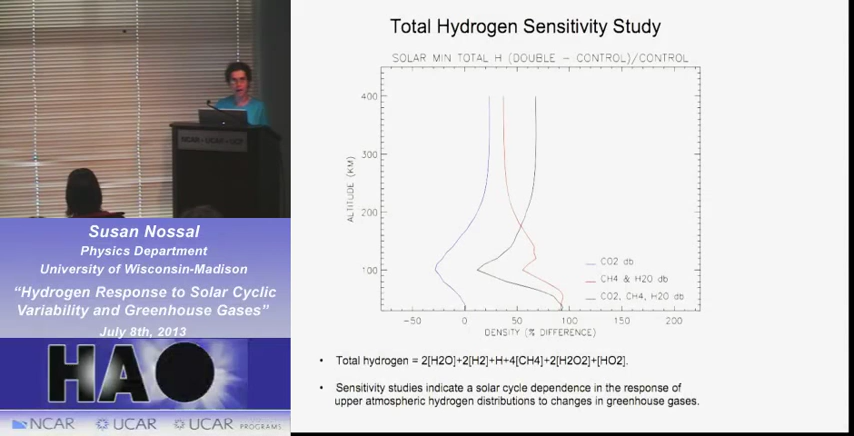 Total Hydrogen Sensitivity Study
SOLAR MIN TOTAL H (DOUBLE - CONTROL)/CONTROL
400
300
200
100
ALTITUDE (KM)
CO2 db
CH4 & H2O db
CO2, CH4, H2O db
-50 0 50 100 150 200
DENSITY (% DIFFERENCE)
• Total hydrogen = 2[H2O]+2[H2]+H+4[CH4]+2[H2O2]+[HO2].
• Sensitivity studies indicate a solar cycle dependence in the response of
upper atmospheric hydrogen distributions to changes in greenhouse gases.
NCAR • UCAR • UCP
Susan Nossal
Physics Department
University of Wisconsin-Madison
“Hydrogen Response to Solar Cyclic
Variability and Greenhouse Gases”
July 8th, 2013
HAO
NCAR UCAR UCAR PROGRAMS